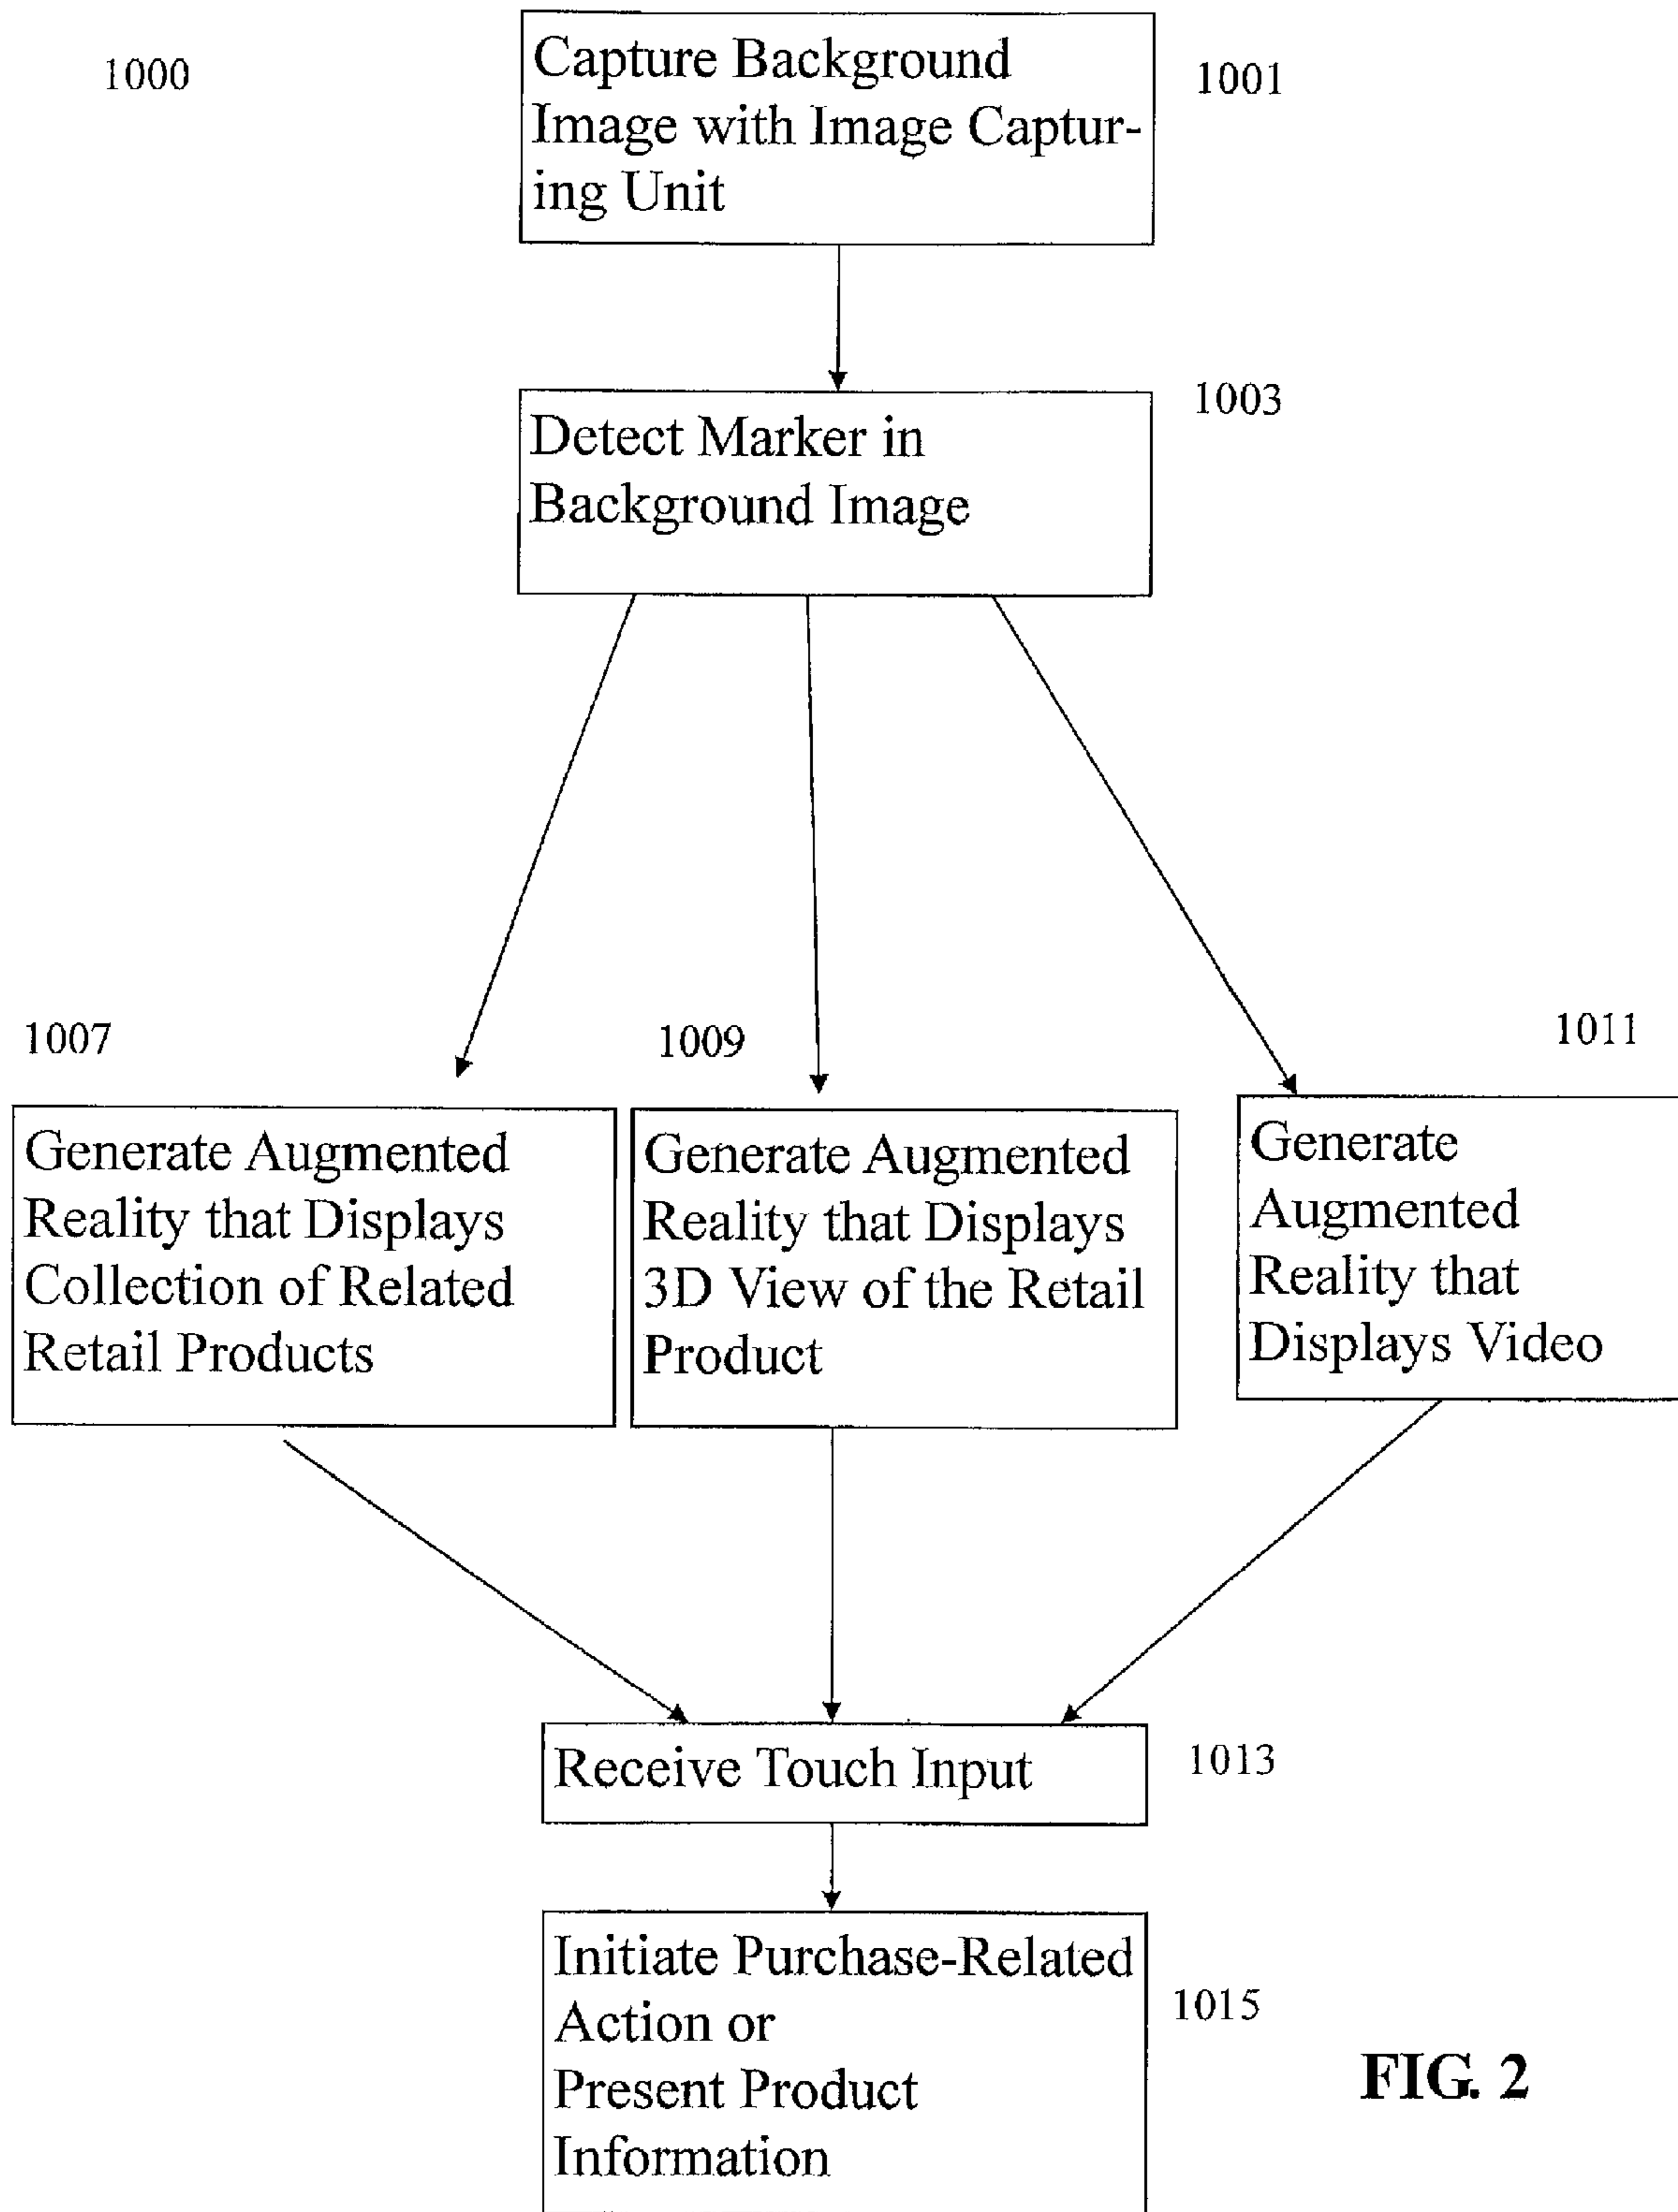 1000
Capture Background
Image with Image Captur-
ing Unit
1001
Detect Marker in
Background Image
1003
1007
Generate Augmented
Reality that Displays
Collection of Related
Retail Products
1009
Generate Augmented
Reality that Displays
3D View of the Retail
Product
1011
Generate
Augmented
Reality that
Displays Video
Receive Touch Input
1013
Initiate Purchase-Related
Action or
Present Product
Information
1015
FIG. 2